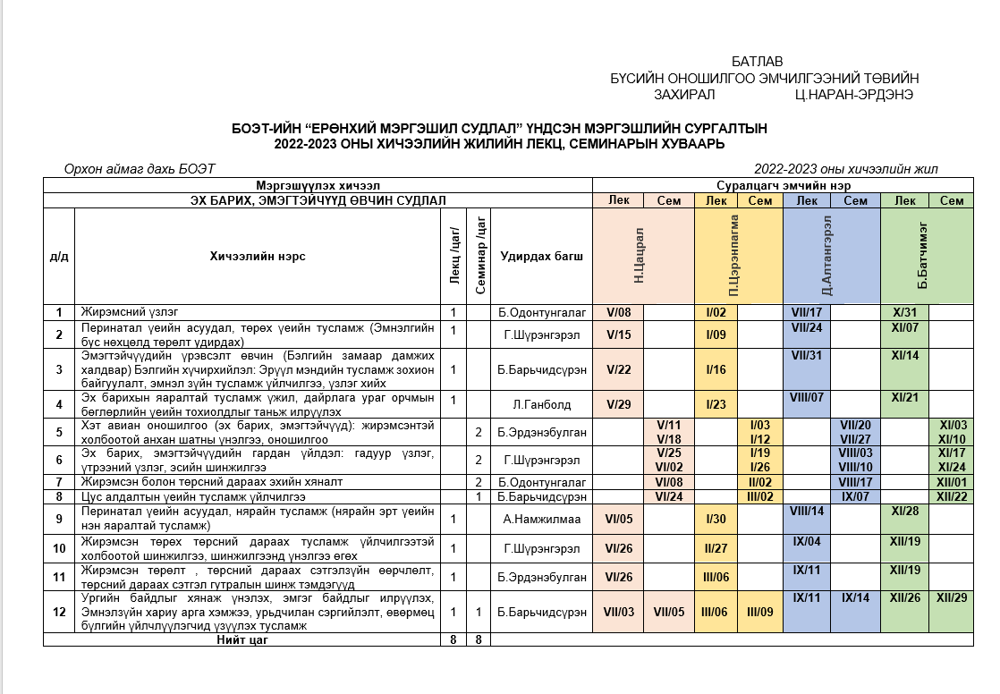 БАТЛАВ
БҮСИЙН ОНОШИЛГОО ЭМЧИЛГЭЭНИЙ ТӨВИЙН
ЗАХИРАЛ Ц.НАРАН-ЭРДЭНЭ
БОЭТ-ИЙН “ЕРӨНХИЙ МЭРГЭШИЛ СУДЛАЛ” ҮНДСЭН МЭРГЭШЛИЙН СУРГАЛТЫН
2022-2023 ОНЫ ХИЧЭЭЛИЙН ЖИЛИЙН ЛЕКЦ, СЕМИНАРЫН ХУВААРЬ
Орхон аймаг дахь БОЭТ 2022-2023 оны хичээлийн жил
Мэргэшүүлэх хичээл Суралцагч эмчийн нэр
ЭХ БАРИХ, ЭМЭГТЭЙЧҮҮД ӨВЧИН СУДЛАЛ Лек Сем Лек Сем Лек Сем Лек Сем
д/д Хичээлийн нэрс Лекц /цаг/ Семинар /цаг Удирдах багш Н.Цацрал П.Цэрэнпагма Д.Алтангэрэл Б.Батчимэг
1 Жирэмсний үзлэг 1 Б.Одонтунгалаг V/08 I/02 VII/17 X/31
2 Перинатал үеийн асуудал, төрөх үеийн тусламж (Эмнэлгийн
бус нөхцөлд төрөлт удирдах) 1 Г.Шүрэнгэрэл V/15 I/09 VII/24 XI/07
3 Эмэгтэйчүүдийн үрэвсэлт өвчин (Бэлгийн замаар дамжих
халдвар) Бэлгийн хүчирхийлэл: Эрүүл мэндийн тусламж зохион
байгуулалт, эмнэл зүйн тусламж үйлчилгээ, үзлэг хийх 1 Б.Барьчидсүрэн V/22 I/16 VII/31 XI/14
4 Эх барихын яаралтай тусламж үжил, дайрлага ураг орчмын
бөглөрлийн үеийн тохиолдлыг таньж илрүүлэх 1 Л.Ганболд V/29 I/23 VIII/07 XI/21
5 Хэт авиан оношилгоо (эх барих, эмэгтэйчүүд): жирэмсэнтэй
холбоотой анхан шатны үнэлгээ, оношилгоо 2 Б.Эрдэнэбулган V/11 I/03 VII/20 XI/03
V/18 I/12 VII/27 XI/10
6 Эх барих, эмэгтэйчүүдийн гардан үйлдэл: гадуур үзлэг,
үтрээний үзлэг, эсийн шинжилгээ 2 Г.Шүрэнгэрэл V/25 I/19 VIII/03 XI/17
VI/02 I/26 VIII/10 XI/24
7 Жирэмсэн болон төрсний дараах эхийн хяналт 2 Б.Одонтунгалаг VI/08 II/02 VIII/17 XII/01
8 Цус алдалтын үеийн тусламж үйлчилгээ 1 Б.Барьчидсүрэн VI/24 III/02 IX/07 XII/22
9 Перинатал үеийн асуудал, нярайн тусламж (нярайн эрт үеийн
нэн яаралтай тусламж) 1 А.Намжилмаа VI/05 I/30 VIII/14 XI/28
10 Жирэмсэн төрөх төрсний дараах тусламж үйлчилгээтэй
холбоотой шинжилгээ, шинжилгээнд үнэлгээ өгөх 1 Г.Шүрэнгэрэл VI/26 II/27 IX/04 XII/19
11 Жирэмсэн төрөлт , төрсний дараах сэтгэлзүйн өөрчлөлт,
төрсний дараах сэтгэл гутралын шинж тэмдэгүүд 1 Б.Эрдэнэбулган VI/26 III/06 IX/11 XII/19
12 Ургийн байдлыг хянаж үнэлэх, эмгэг байдлыг илрүүлэх,
Эмнэлзүйн хариу арга хэмжээ, урьдчилан сэргийлэлт, өвөрмөц
бүлгийн үйлчлүүлэгчид үзүүлэх тусламж 1 1 Б.Барьчидсүрэн VII/03 VII/05 III/06 III/09 IX/11 IX/14 XII/26 XII/29
Нийт цаг 8 8